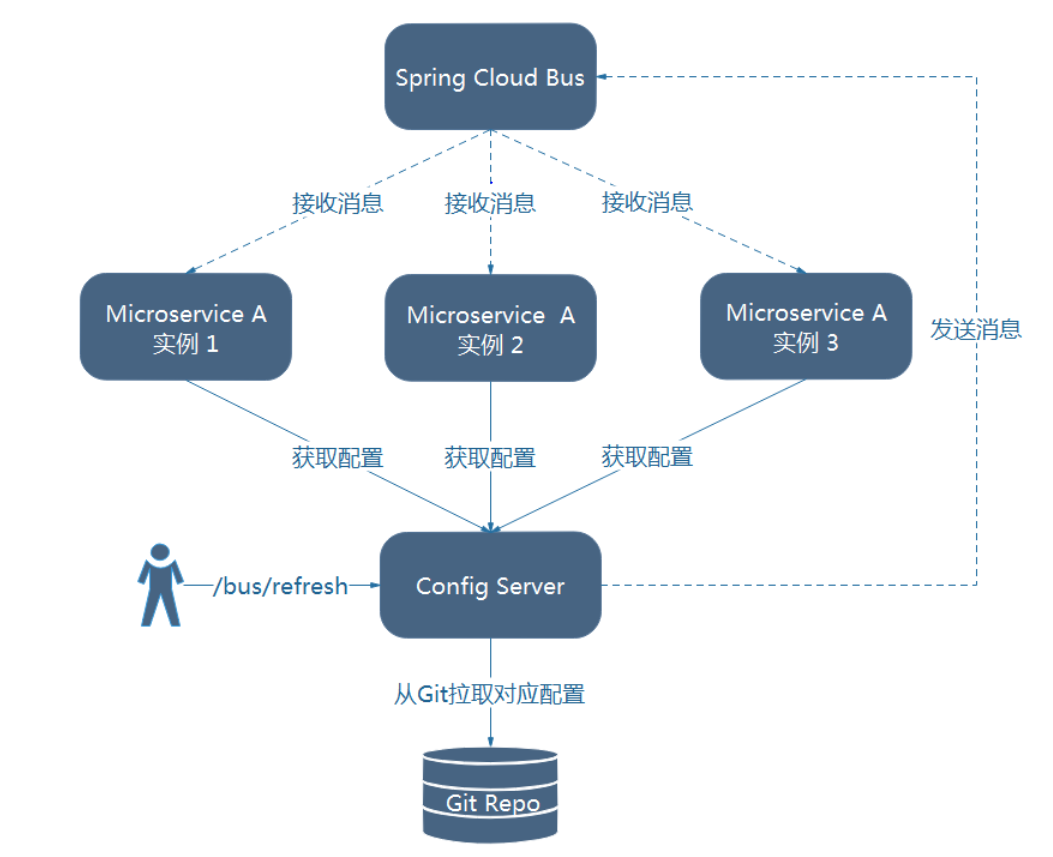 Spring Cloud Bus
接收消息
接收消息
接收消息
Microservice A
实例 1
Microservice  A
实例 2
Microservice A
实例 3
发送消息
获取配置
获取配置
获取配置
/bus/refresh
Config Server
从Git拉取对应配置
Git Repo